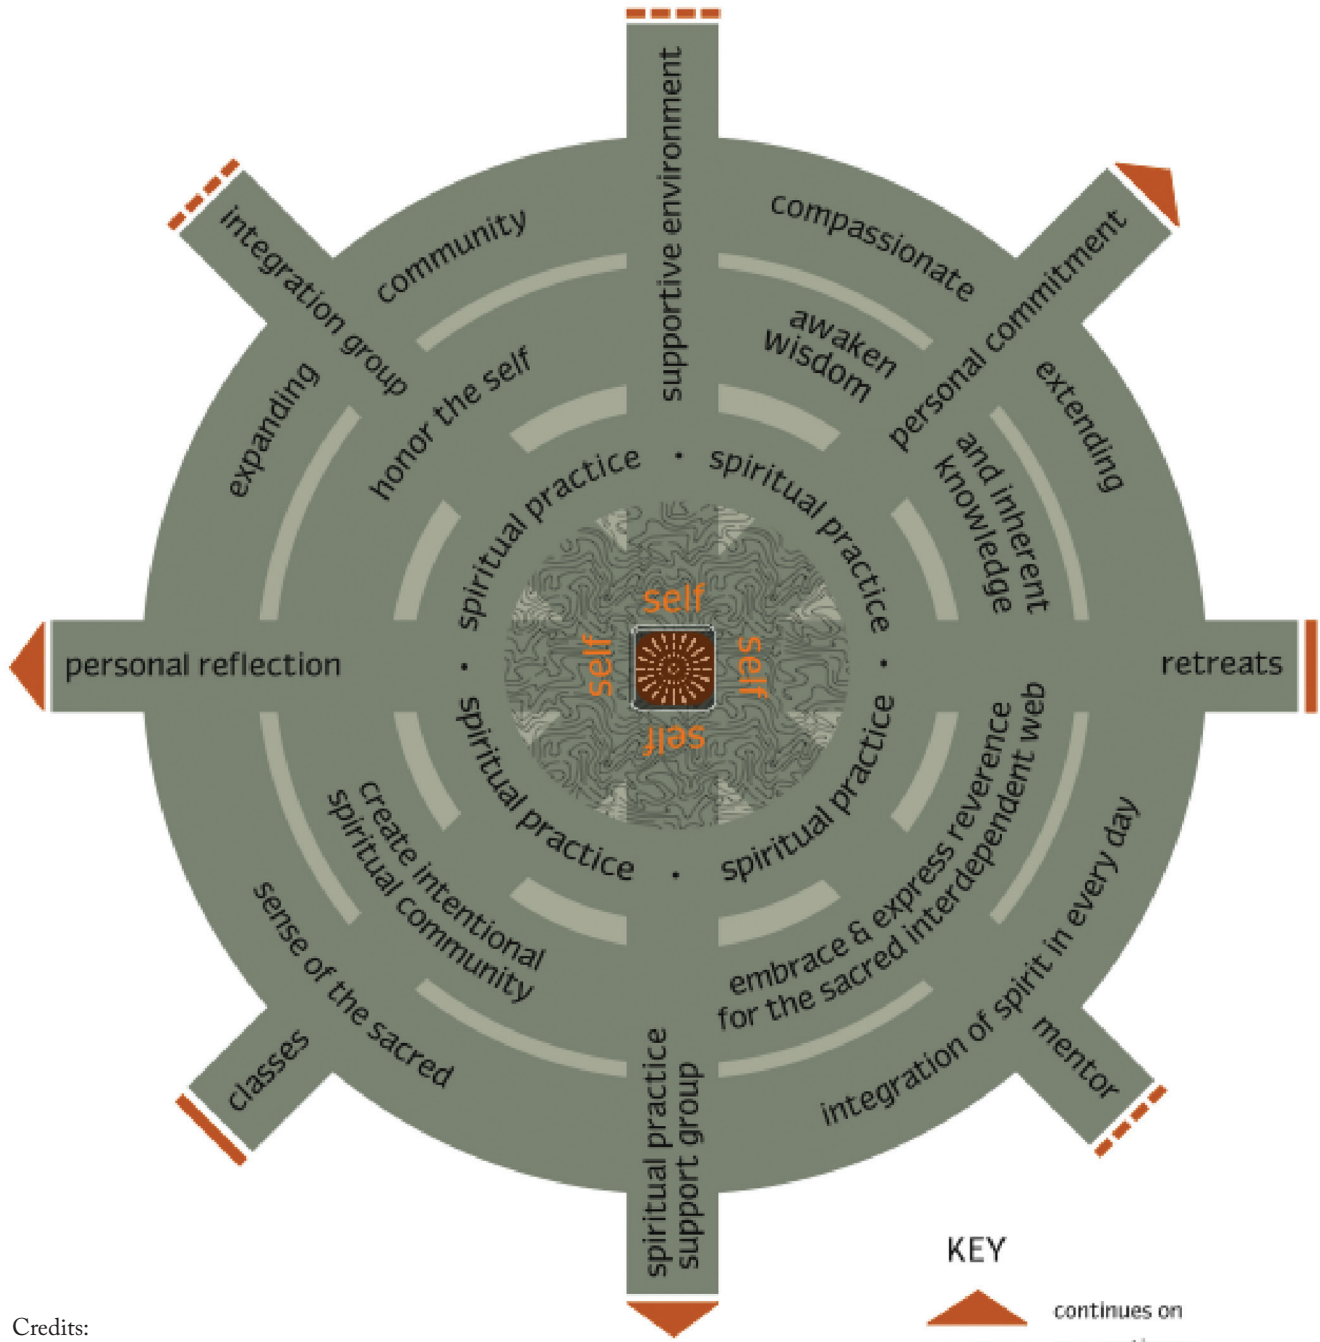 supportive environment
integration group
community
compassionate
personal commitment
expanding
honor the self
awaken
wisdom
extending
and inherent
knowledge
spiritual practice
·
spiritual practice
self
self
self
self
personal reflection
·
·
retreats
spiritual practice
·
spiritual practice
create intentional
spiritual community
embrace & express reverence
for the sacred interdependent web
sense of the sacred
integration of spirit in every day
classes
mentor
spiritual practice
support group
KEY
continues on
Credits: